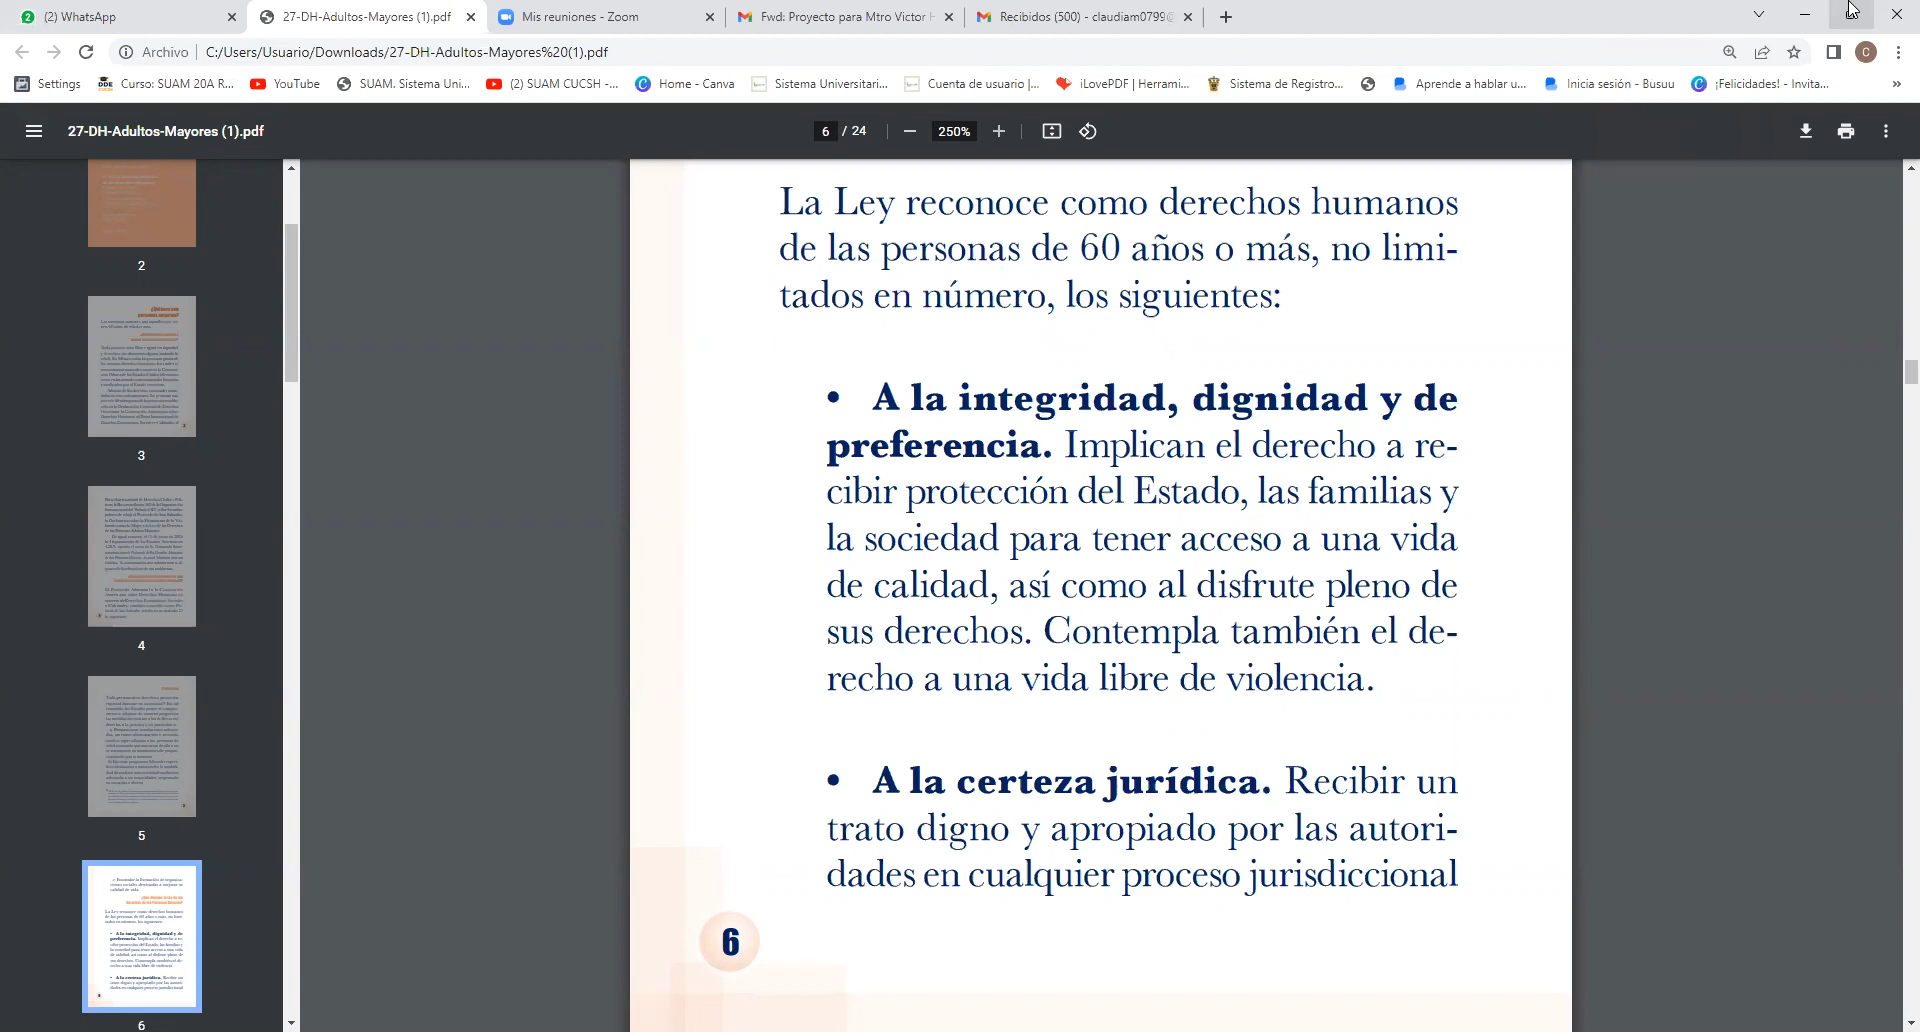 (2) WhatsApp
27-DH-Adultos-Mayores (1).pdf
Mis reuniones - Zoom
Fwd: Proyecto para Mtro Victor
Recibidos (500) - claudiam0799
Archivo
C:/Users/Usuario/Downloads/27-DH-Adultos-Mayores%20(1).pdf
C
Settings
Curso: SUAM 20A R...
YouTube
SUAM. Sistema Uni...
(2) SUAM CUCSH -...
Home - Canva
Sistema Universitari...
Cuenta de usuario |...
iLovePDF | Herrami...
Sistema de Registro...
Aprende a hablar u...
Inicia sesión - Busuu
¡Felicidades! - Invita...
»
27-DH-Adultos-Mayores (1).pdf
6 / 24
250%
2
3
4
5
6
La Ley reconoce como derechos humanos
de las personas de 60 años o más, no limi-
tados en número, los siguientes:
• A la integridad, dignidad y de
preferencia. Implican el derecho a re-
cibir protección del Estado, las familias y
la sociedad para tener acceso a una vida
de calidad, así como al disfrute pleno de
sus derechos. Contempla también el de-
recho a una vida libre de violencia.
• A la certeza jurídica. Recibir un
trato digno y apropiado por las autori-
dades en cualquier proceso jurisdiccional
6